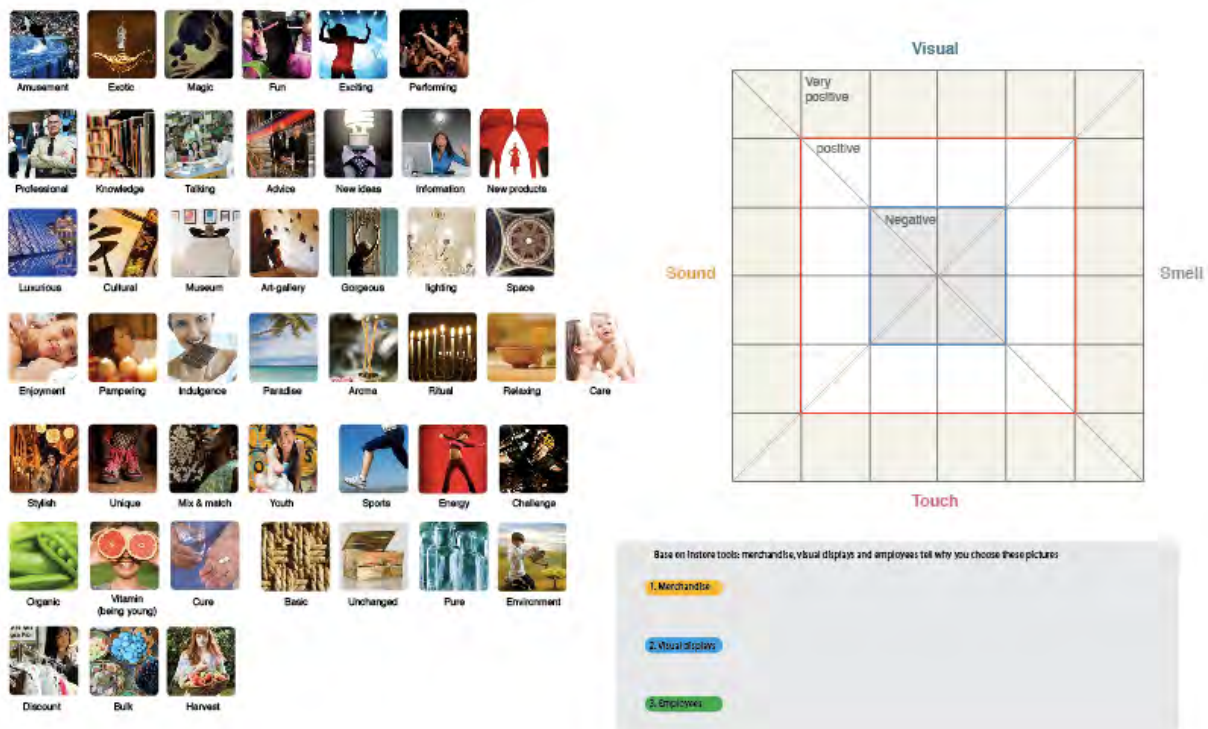 Amusement Exotic Magic Fun Exciting Performing
Professional Knowledge Talking Advice New ideas Information New products
Luxurious Cultural Museum Art-gallery Gorgeous lighting Space
Enjoyment Pampering Indulgence Paradise Aroma Ritual Relaxing Care
Stylish Unique Mix & match Youth Sports Energy Challenge
Organic Vitamin Cure Basic Unchanged Pure Environment
(being young)
Discount Bulk Harvest
Visual
Very
positive
positive
Negative
Sound
Smell
Touch
Base on instore tools: merchandise, visual displays and employees tell why you choose these pictures
1. Merchandise
2. Visual displays
3. Employees